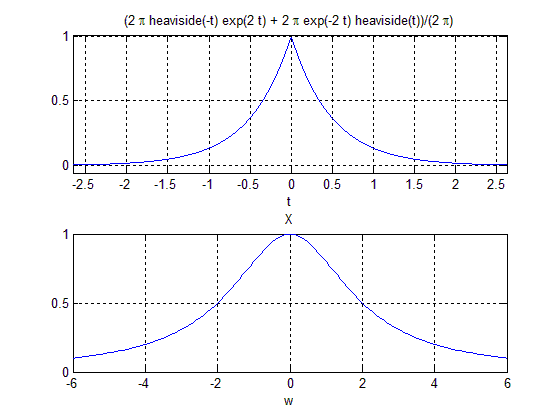 (2 π heaviside(-t) exp(2 t) + 2 π exp(-2 t) heaviside(t))/(2 π)
1
0.5
0
-2.5 -2 -1.5 -1 -0.5 0 0.5 1 1.5 2 2.5
t
X
1
0.5
0
-6 -4 -2 0 2 4 6
w